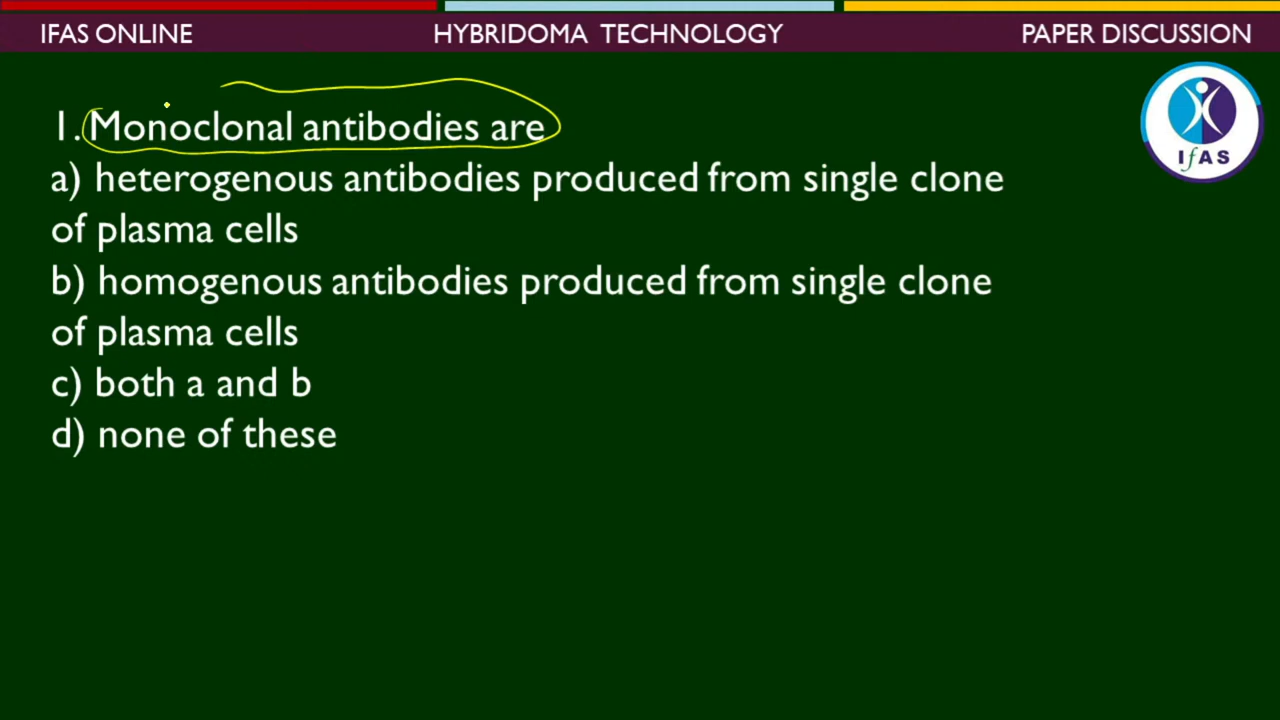 IFAS ONLINE HYBRIDOMA TECHNOLOGY PAPER DISCUSSION
1. Monoclonal antibodies are
a) heterogenous antibodies produced from single clone
of plasma cells
b) homogenous antibodies produced from single clone
of plasma cells
c) both a and b
d) none of these
IfAS